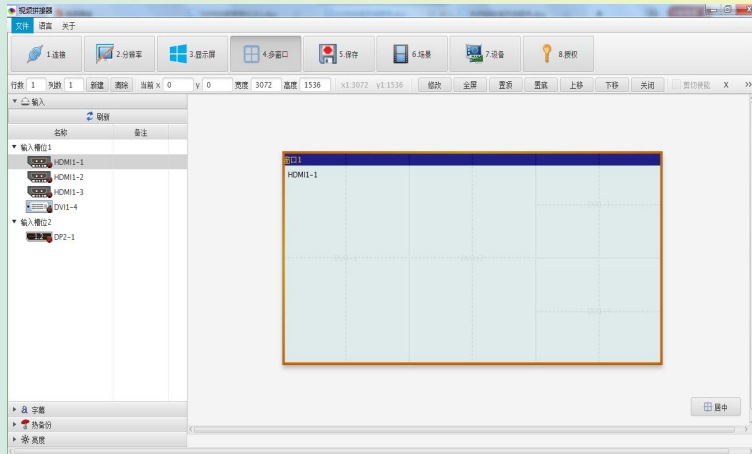 视频拼接器
文件 语言 关于
1.连接 2.分辨率 3.显示屏 4.多窗口 5.保存 6.场景 7.设备 8.授权
行数 1 列数 1 新建 清除 当前 x 0 y 0 宽度 3072 高度 1536 x1:3072 y1:1536 修改 全屏 置顶 置底 上移 下移 关闭 剪切使能 X »
输入
刷新
名称 备注
输入槽位1
HDMI1-1
HDMI1-2
HDMI1-3
DVI1-4
输入槽位2
DP2-1
窗口1
HDMI1-1
居中
字幕
热备份
亮度